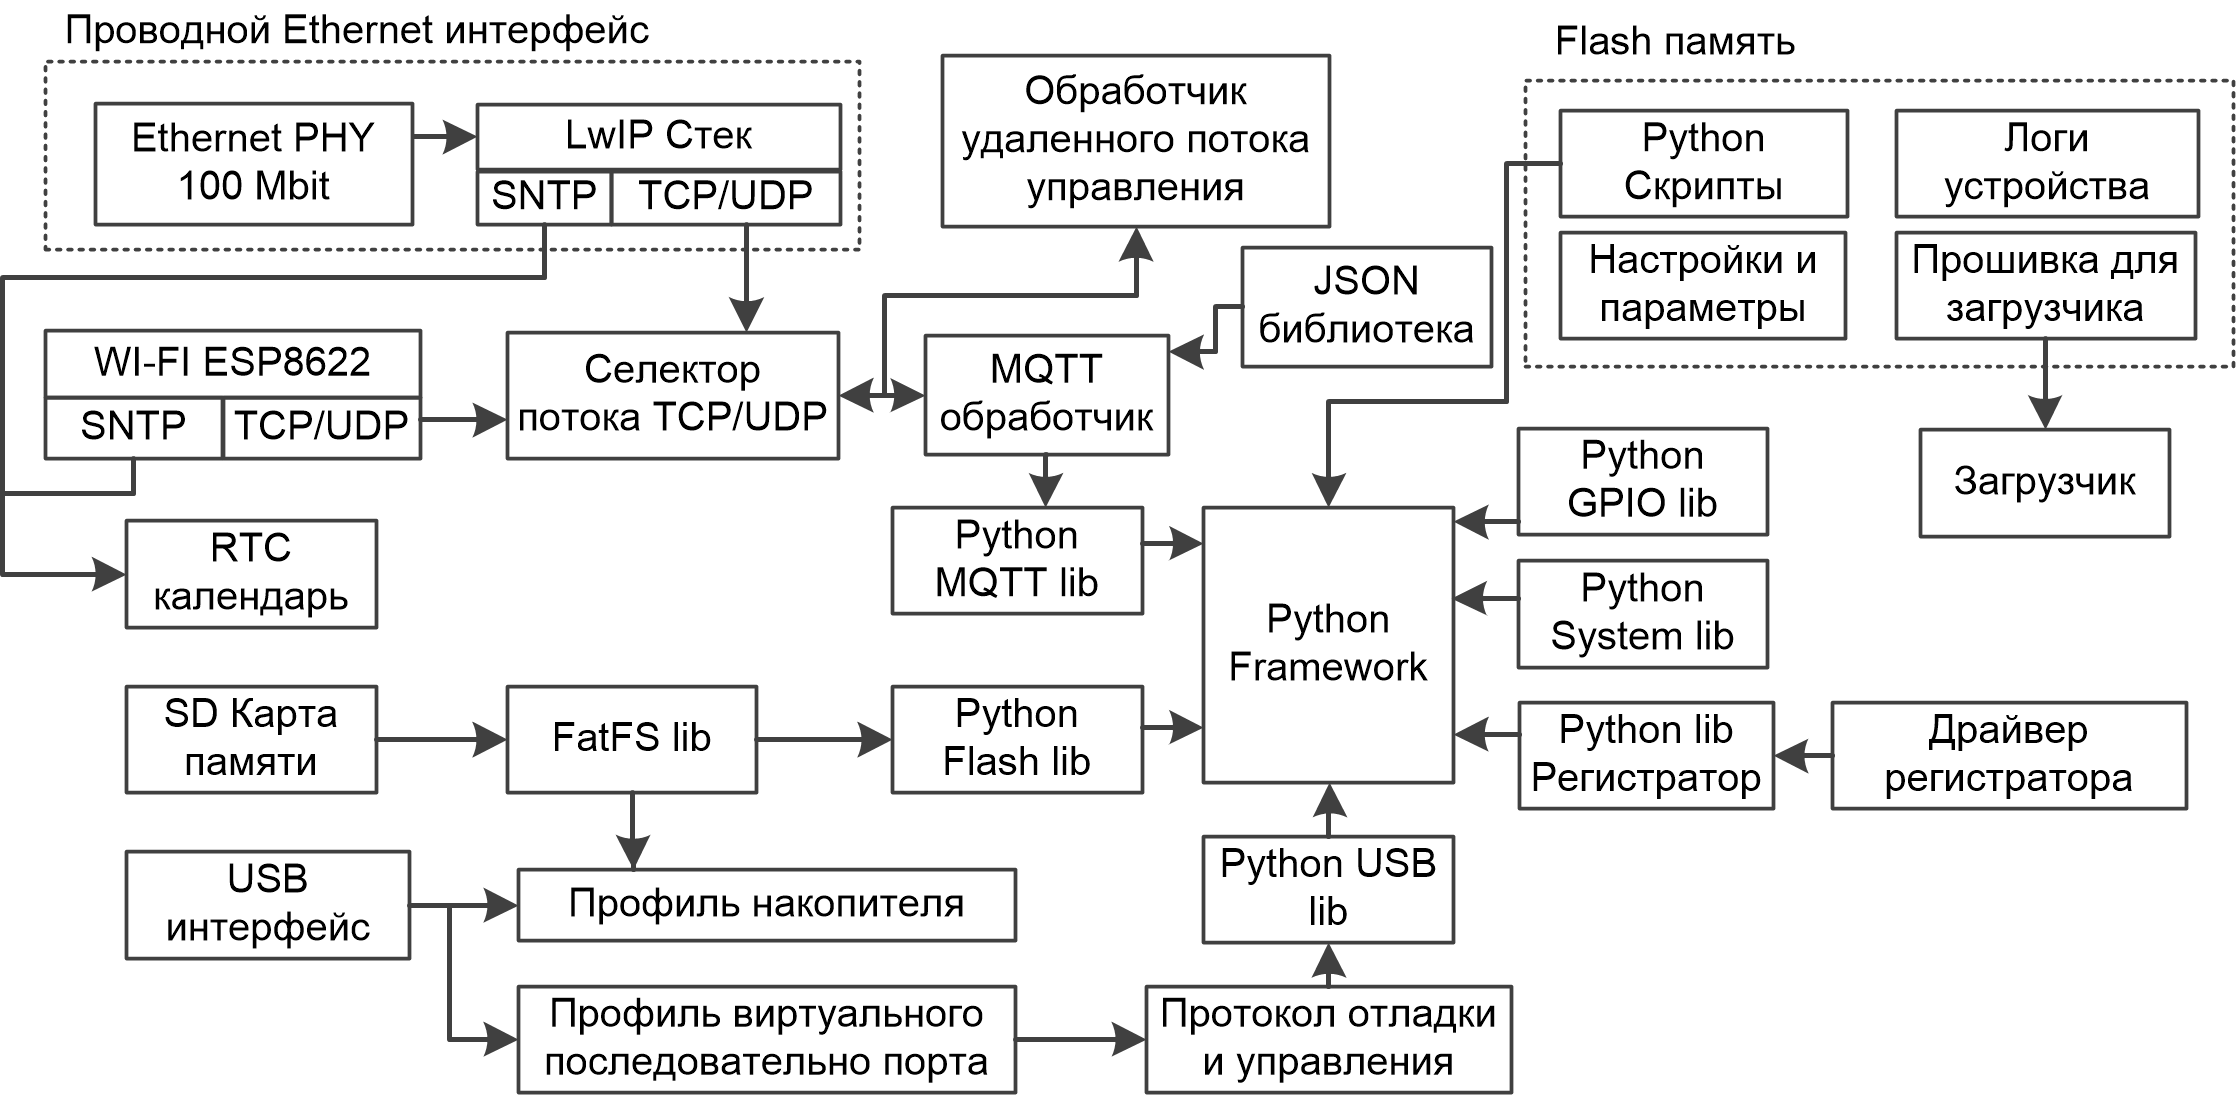 Проводной Ethernet интерфейс
Ethernet PHY
100 Mbit
LwIP Стек
SNTP
TCP/UDP
Обработчик
удаленного потока
управления
Flash память
Python
Скрипты
Логи
устройства
Настройки и
параметры
Прошивка для
загрузчика
JSON
библиотека
WI-FI ESP8622
SNTP
TCP/UDP
Селектор
потока TCP/UDP
MQTT
обработчик
Загрузчик
RTC
календарь
Python
MQTT lib
Python
Framework
Python
GPIO lib
Python
System lib
SD Карта
памяти
FatFS lib
Python
Flash lib
Python lib
Регистратор
Драйвер
регистратора
USB
интерфейс
Профиль накопителя
Python USB
lib
Профиль виртуального
последовательно порта
Протокол отладки
и управления